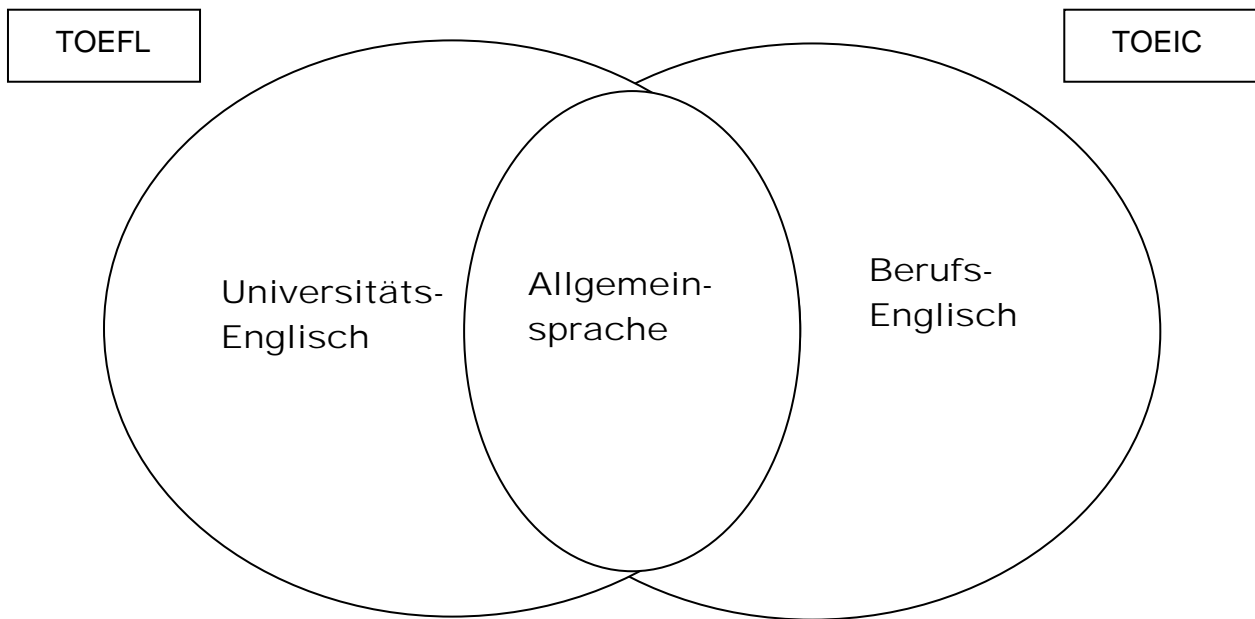 TOEFL
TOEIC
Universitäts-
Englisch
Allgemein-
sprache
Berufs-
Englisch